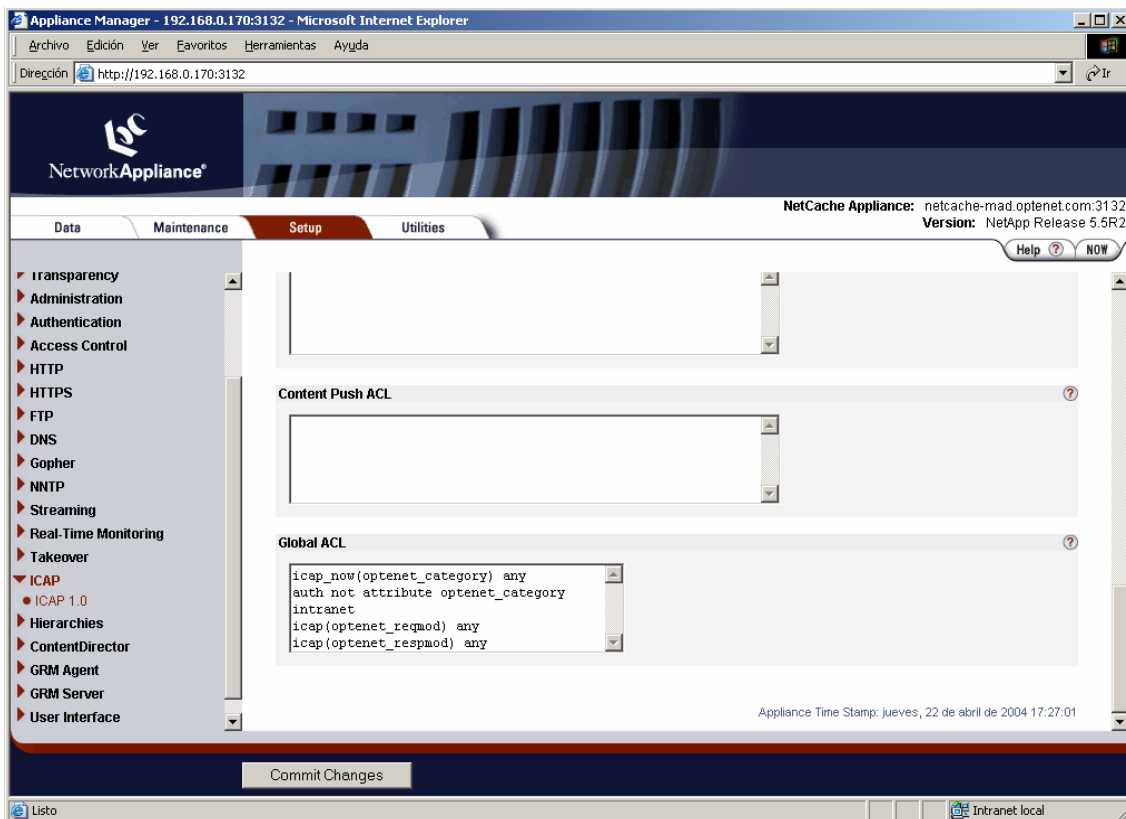 Appliance Manager - 192.168.0.170:3132 - Microsoft Internet Explorer
Archivo Edición Ver Favoritos Herramientas Ayuda
Dirección http://192.168.0.170:3132 Ir
NetworkAppliance®
NetCache Appliance: netcache-mad.optenet.com:3132
Version: NetApp Release 5.5R2
Data Maintenance Setup Utilities
Help ? NOW
Transparency
Administration
Authentication
Access Control
HTTP
HTTPS
FTP
DNS
Gopher
NNTP
Streaming
Real-Time Monitoring
Takeover
ICAP
ICAP 1.0
Hierarchies
ContentDirector
GRM Agent
GRM Server
User Interface
Content Push ACL ?
Global ACL ?
icap_now(optenet_category) any
auth not attribute optenet_category
intranet
icap(optenet_reqmod) any
icap(optenet_respmod) any
Appliance Time Stamp: jueves, 22 de abril de 2004 17:27:01
Commit Changes
Listo Intranet local